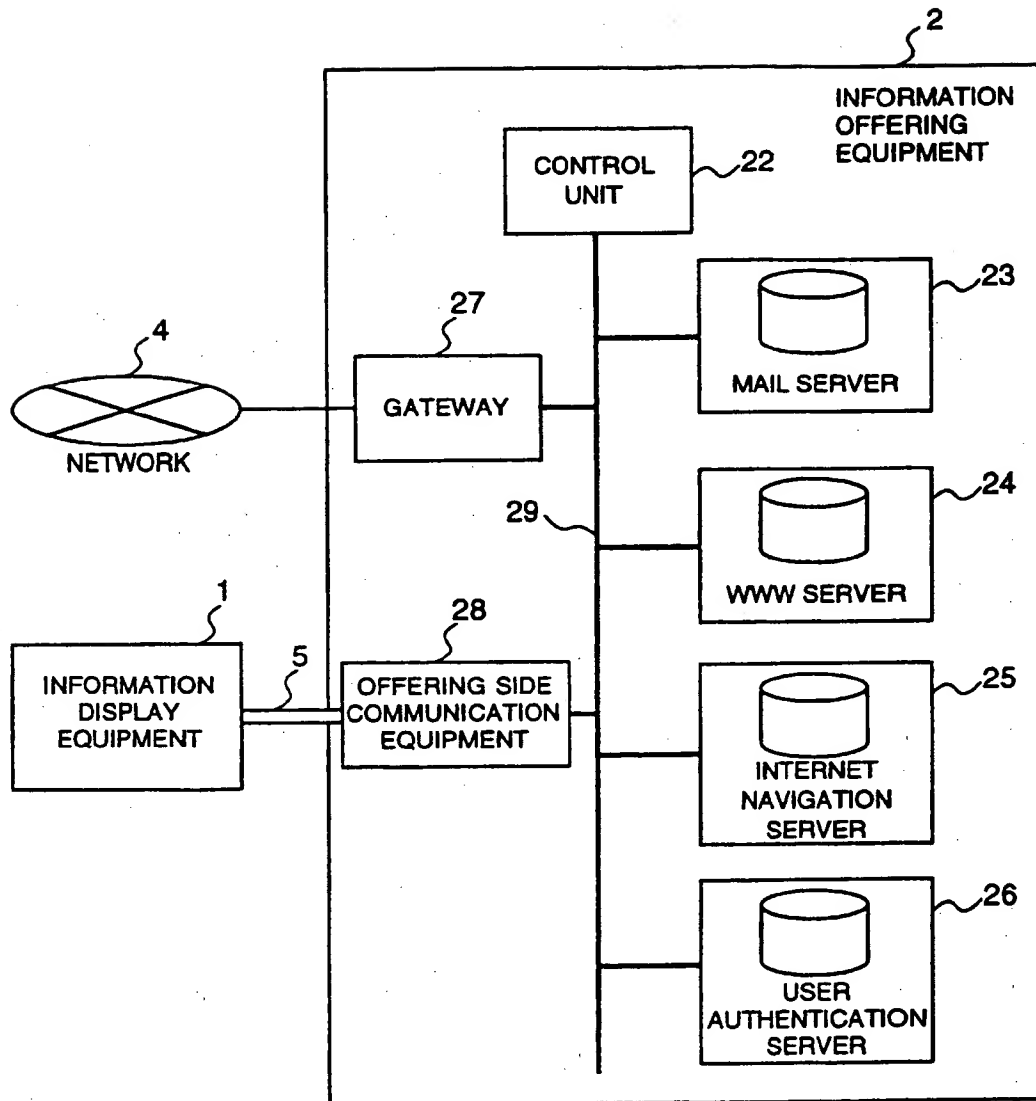 2
INFORMATION
OFFERING
EQUIPMENT
CONTROL
UNIT
22
23
MAIL SERVER
27
GATEWAY
4
NETWORK
24
WWW SERVER
29
1
INFORMATION
DISPLAY
EQUIPMENT
5
28
OFFERING SIDE
COMMUNICATION
EQUIPMENT
25
INTERNET
NAVIGATION
SERVER
26
USER
AUTHENTICATION
SERVER